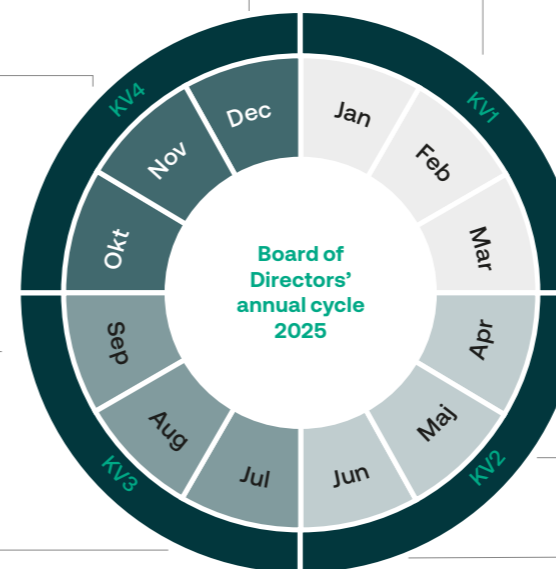 KV1
Jan
Feb
Mar
KV2
Apr
Maj
Jun
KV3
Jul
Aug
Sep
KV4
Okt
Nov
Dec
Board of
Directors’
annual cycle
2025